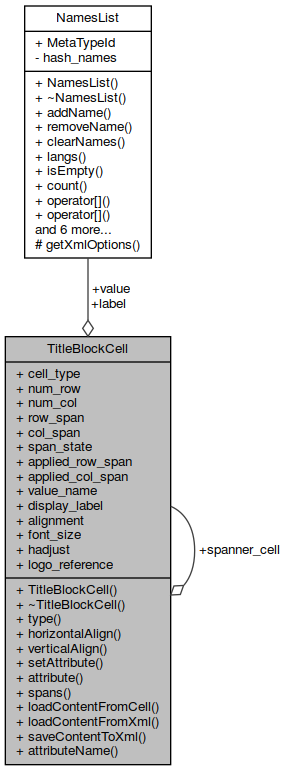 NamesList
+ MetaTypeId
- hash_names
+ NamesList()
+ ~NamesList()
+ addName()
+ removeName()
+ clearNames()
+ langs()
+ isEmpty()
+ count()
+ operator[]()
+ operator[]()
and 6 more...
# getXmlOptions()
+value
+label
TitleBlockCell
+ cell_type
+ num_row
+ num_col
+ row_span
+ col_span
+ span_state
+ applied_row_span
+ applied_col_span
+ value_name
+ display_label
+ alignment
+ font_size
+ hadjust
+ logo_reference
+spanner_cell
+ TitleBlockCell()
+ ~TitleBlockCell()
+ type()
+ horizontalAlign()
+ verticalAlign()
+ setAttribute()
+ attribute()
+ spans()
+ loadContentFromCell()
+ loadContentFromXml()
+ saveContentToXml()
+ attributeName()